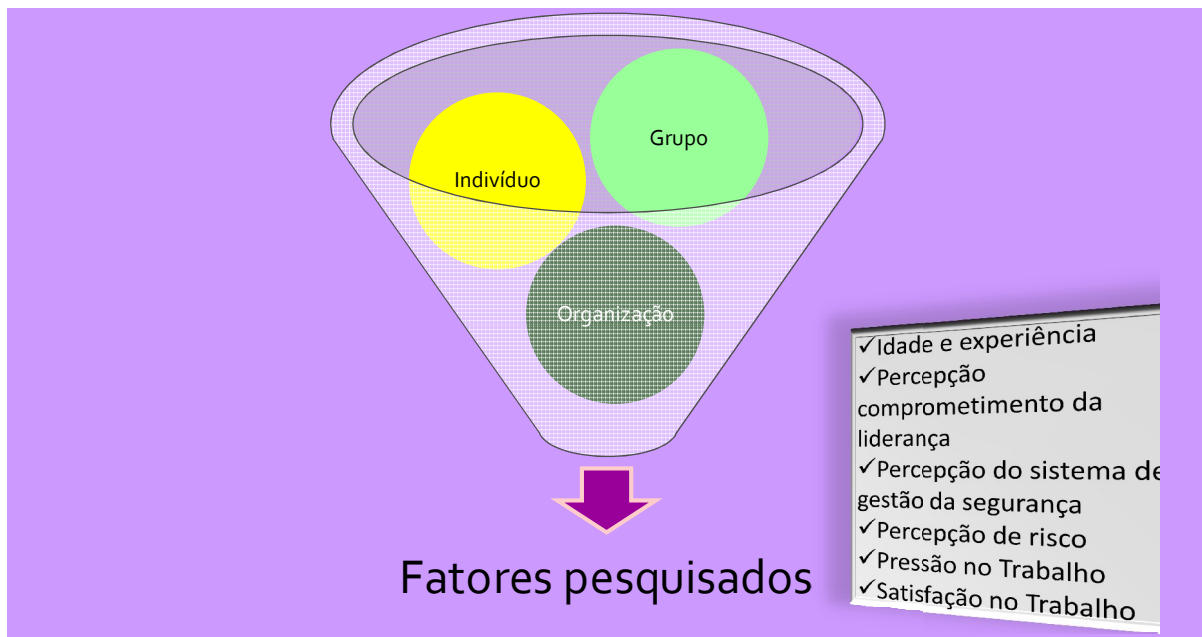 Grupo
Indivíduo
Organização
Fatores pesquisados
✓Idade e experiência
✓Percepção
comprometimento da
liderança
✓Percepção do sistema de
gestão da segurança
✓Percepção de risco
✓Pressão no Trabalho
✓Satisfação no Trabalho